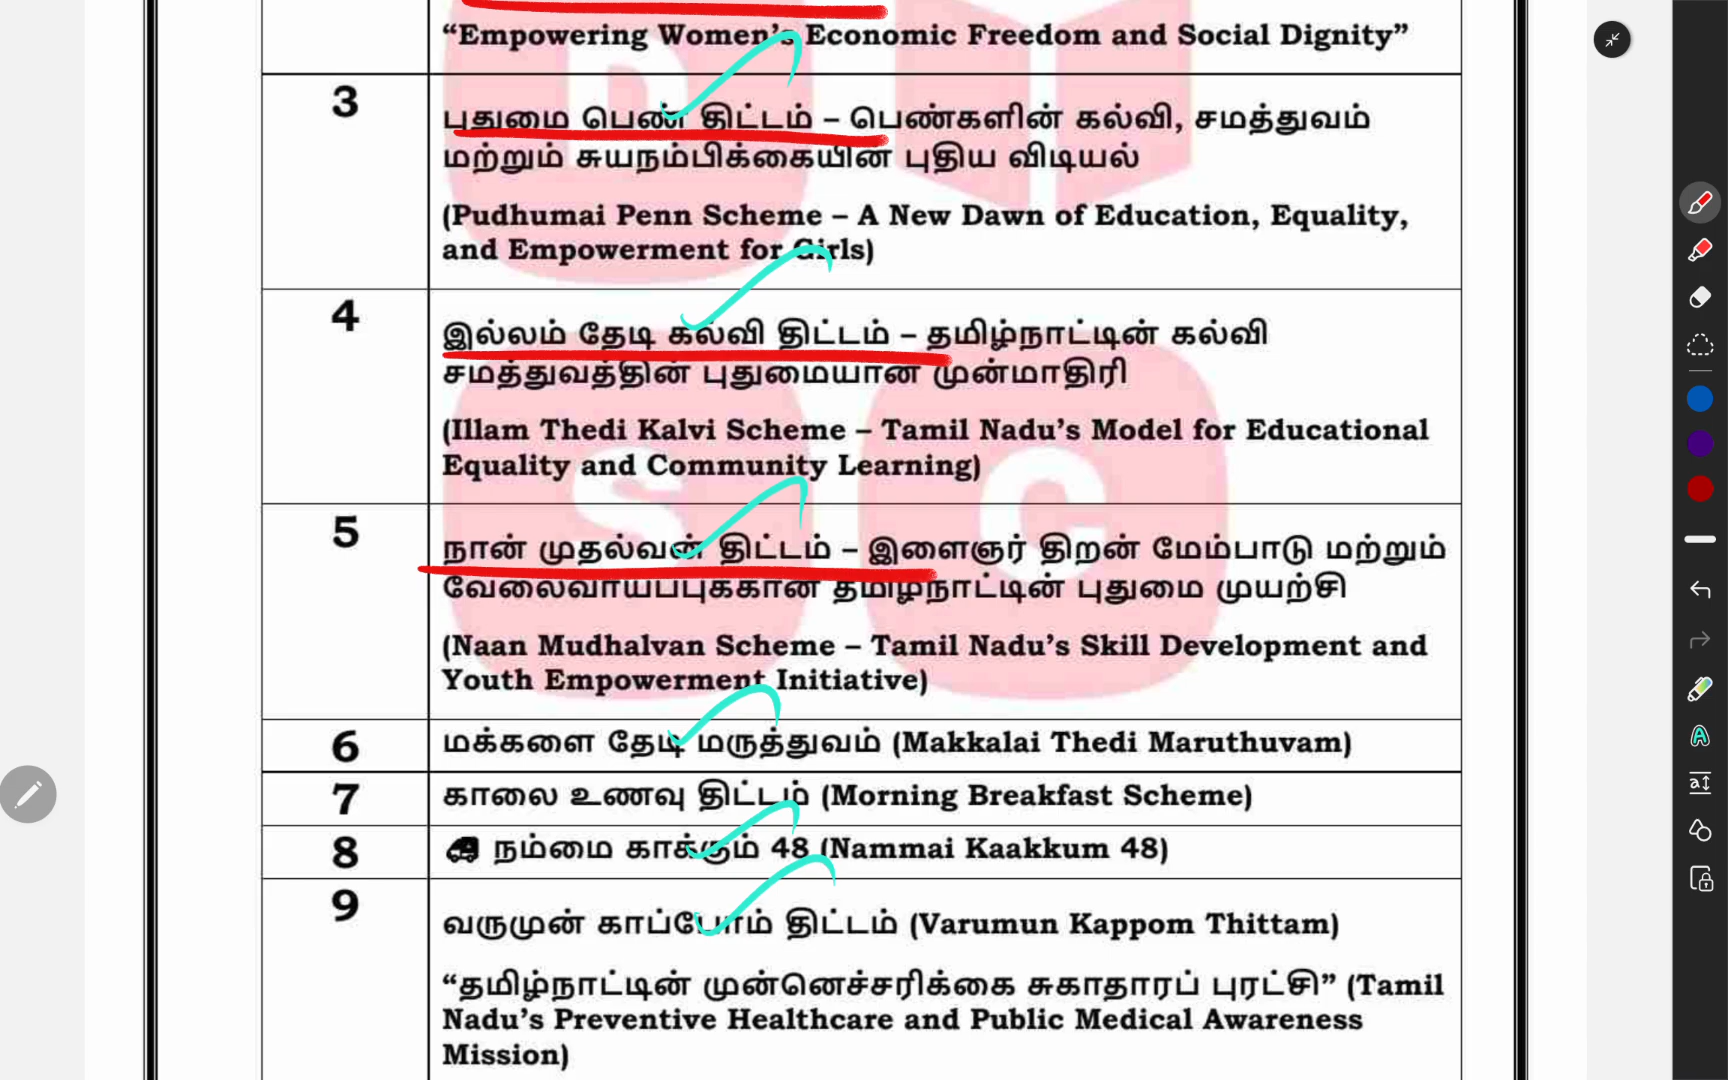 “Empowering Women’s Economic Freedom and Social Dignity”
3
புதுமை பெண் திட்டம் – பெண்களின் கல்வி, சமத்துவம்
மற்றும் சுயநம்பிக்கையின் புதிய விடியல்
(Pudhumai Penn Scheme – A New Dawn of Education, Equality,
and Empowerment for Girls)
4
இல்லம் தேடி கல்வி திட்டம் – தமிழ்நாட்டின் கல்வி
சமத்துவத்தின் புதுமையான முன்மாதிரி
(Illam Thedi Kalvi Scheme – Tamil Nadu’s Model for Educational
Equality and Community Learning)
5
நான் முதல்வன் திட்டம் – இளைஞர் திறன் மேம்பாடு மற்றும்
வேலைவாய்ப்புக்கான தமிழ்நாட்டின் புதுமை முயற்சி
(Naan Mudhalvan Scheme – Tamil Nadu’s Skill Development and
Youth Empowerment Initiative)
6
மக்களை தேடி மருத்துவம் (Makkalai Thedi Maruthuvam)
7
காலை உணவு திட்டம் (Morning Breakfast Scheme)
8
நம்மை காக்கும் 48 (Nammai Kaakkum 48)
9
வருமுன் காப்போம் திட்டம் (Varumun Kappom Thittam)
“தமிழ்நாட்டின் முன்னெச்சரிக்கை சுகாதாரப் புரட்சி” (Tamil
Nadu’s Preventive Healthcare and Public Medical Awareness
Mission)
D
S C